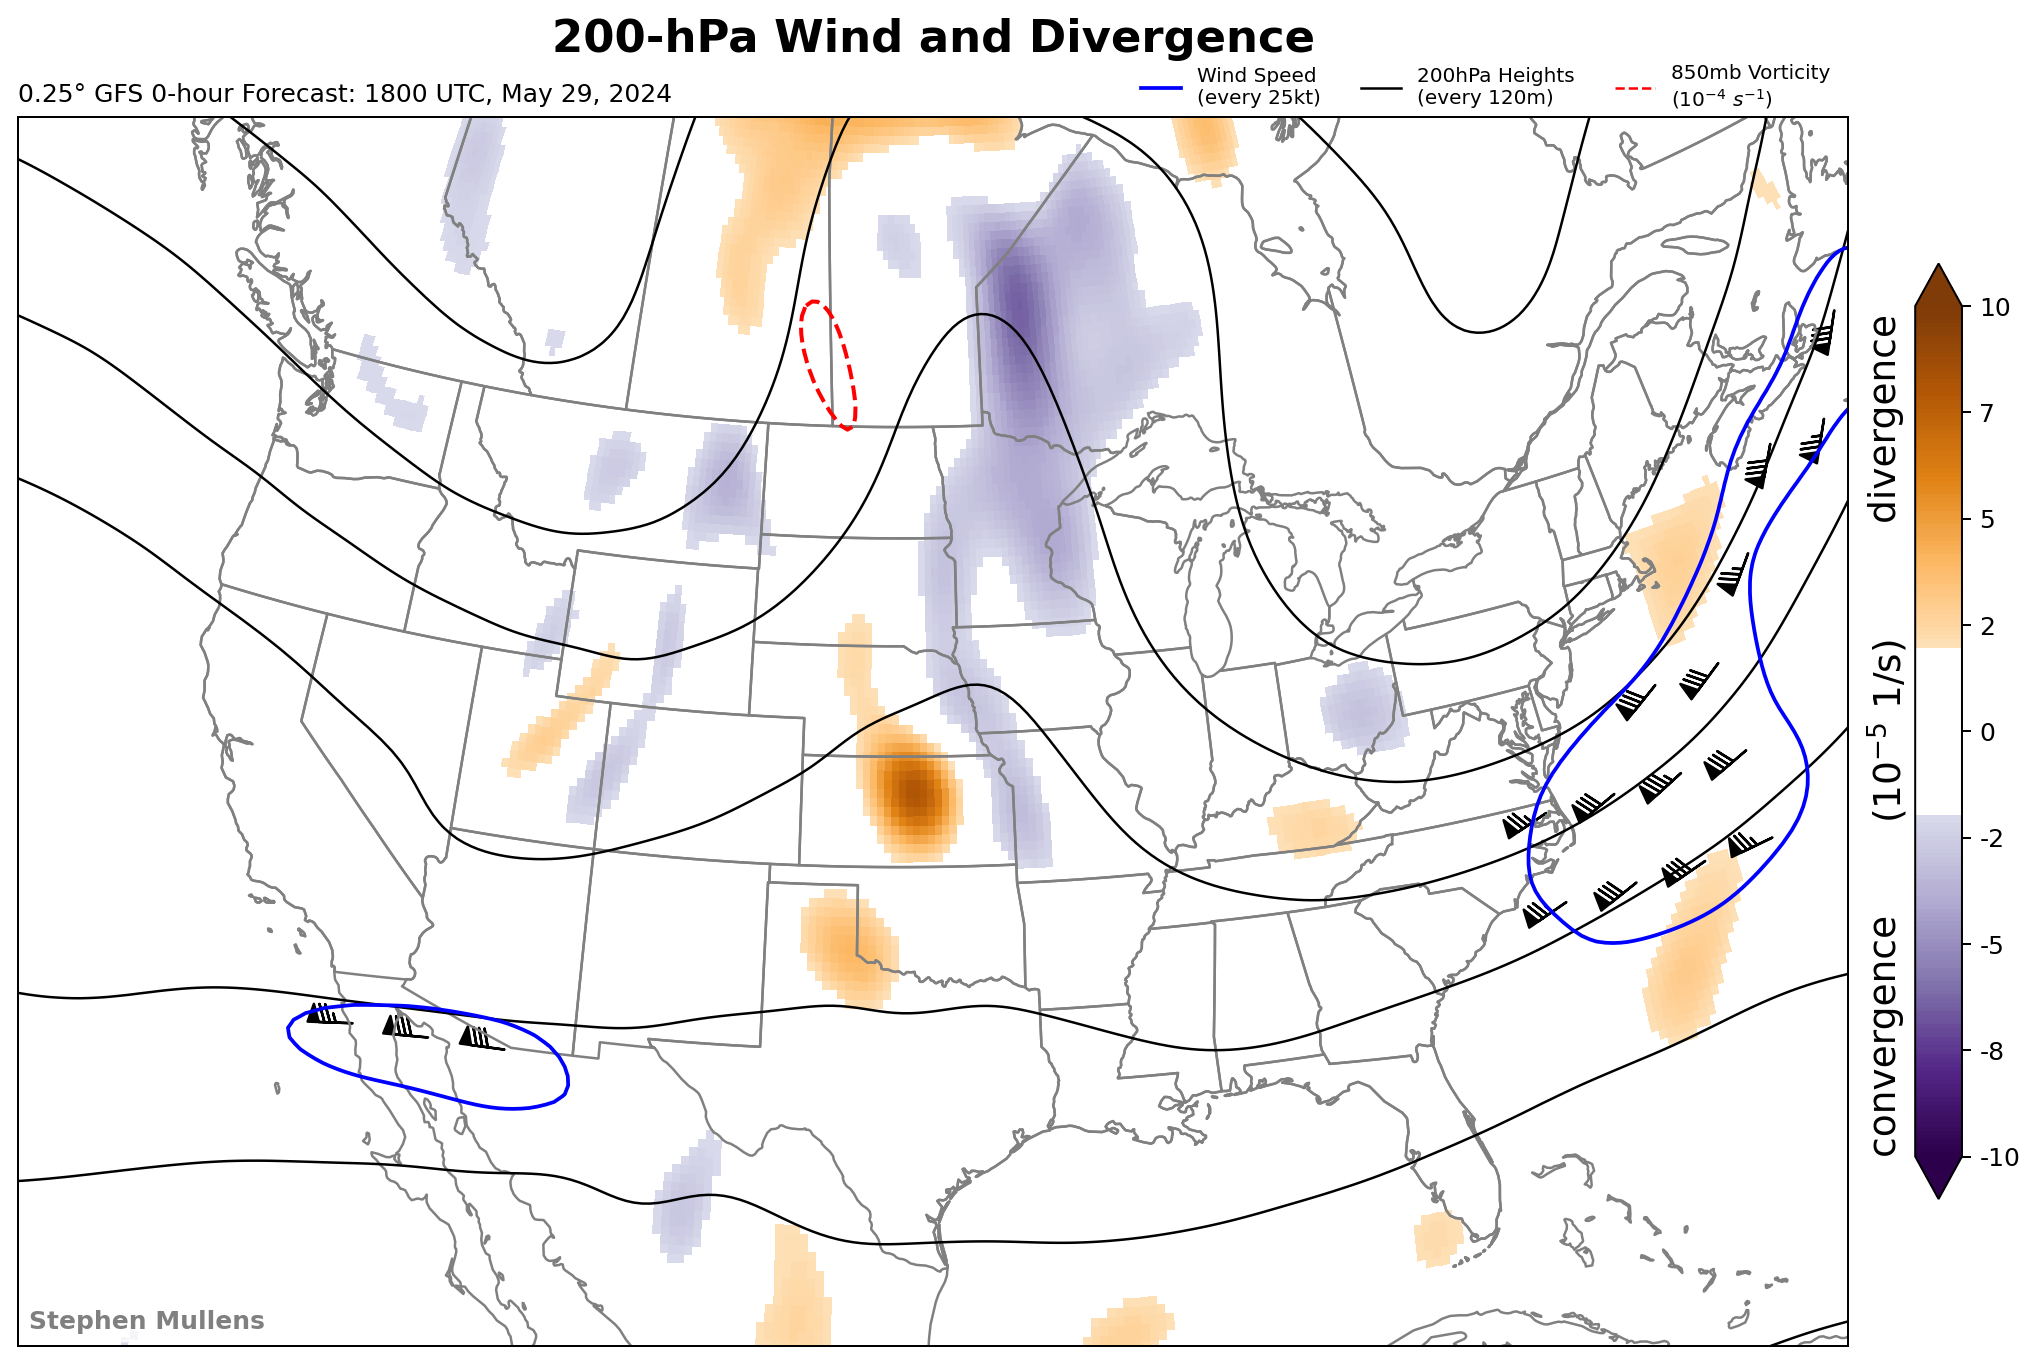 200-hPa Wind and Divergence
0.25° GFS 0-hour Forecast: 1800 UTC, May 29, 2024
Wind Speed
(every 25kt)
200hPa Heights
(every 120m)
850mb Vorticity
(10⁻⁴ s⁻¹)
10
7
5
2
0
-2
-5
-8
-10
convergence (10⁻⁵ 1/s) divergence
Stephen Mullens